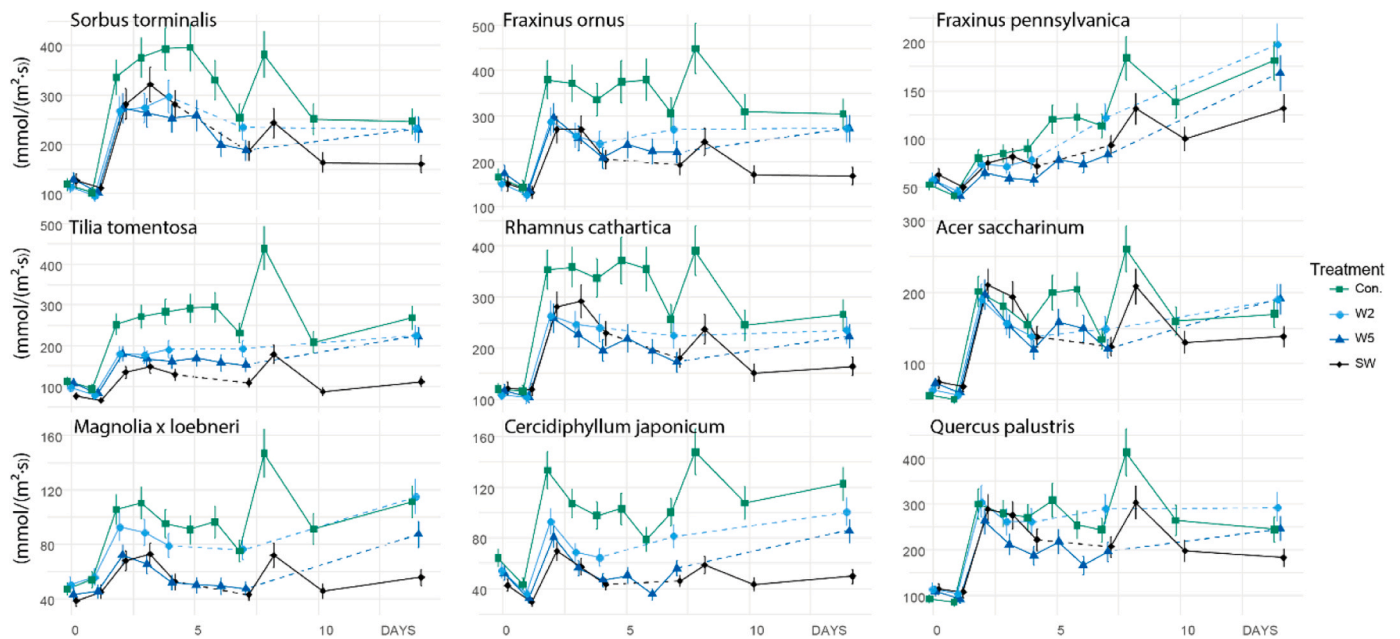 Sorbus torminalis
Fraxinus ornus
Fraxinus pennsylvanica
(mmol/(m²·s))
400
300
200
100
500
400
300
200
100
200
150
100
50
Tilia tomentosa
Rhamnus cathartica
Acer saccharinum
(mmol/(m²·s))
500
400
300
200
100
400
300
200
100
300
200
100
Treatment
Con.
W2
W5
SW
Magnolia x loebneri
Cercidiphyllum japonicum
Quercus palustris
(mmol/(m²·s))
160
120
80
40
160
120
80
40
400
300
200
100
0 5 10 DAYS
0 5 10 DAYS
0 5 10 DAYS